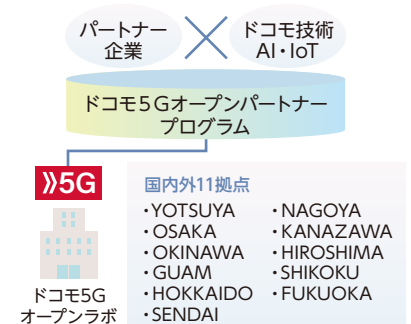 パートナー
企業
ドコモ技術
AI・IoT
ドコモ5Gオープンパートナー
プログラム
5G
ドコモ5G
オープンラボ
国内外11拠点
・YOTSUYA
・OSAKA
・OKINAWA
・GUAM
・HOKKAIDO
・SENDAI
・NAGOYA
・KANAZAWA
・HIROSHIMA
・SHIKOKU
・FUKUOKA